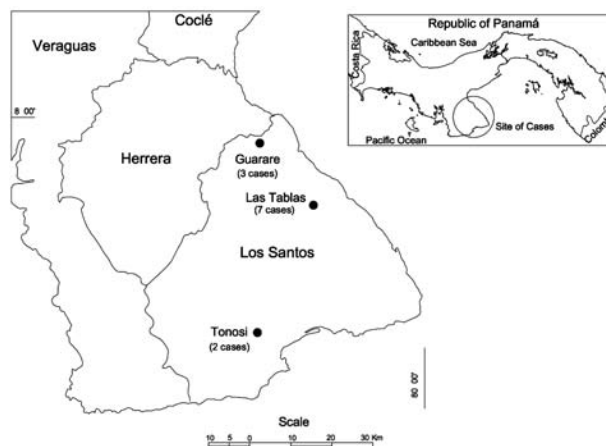 Coclé
Veraguas
8 00'
Herrera
Guarare
(3 cases)
Las Tablas
(7 cases)
Los Santos
Tonosi
(2 cases)
80 00'
Scale
10 5 0 10 20 30 Km
Republic of Panamá
Caribbean Sea
Costa Rica
Pacific Ocean
Site of Cases